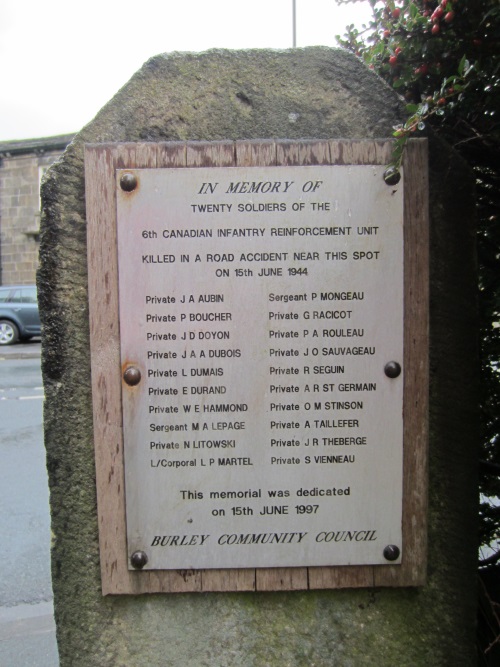 IN MEMORY OF
TWENTY SOLDIERS OF THE
6th CANADIAN INFANTRY REINFORCEMENT UNIT
KILLED IN A ROAD ACCIDENT NEAR THIS SPOT
ON 15th JUNE 1944
Private J A AUBIN
Private P BOUCHER
Private J D DOYON
Private J A A DUBOIS
Private L DUMAIS
Private E DURAND
Private W E HAMMOND
Sergeant M A LEPAGE
Private N LITOWSKI
L/Corporal L P MARTEL
Sergeant P MONGEAU
Private G RACICOT
Private P A ROULEAU
Private J O SAUVAGEAU
Private R SEGUIN
Private A R ST GERMAIN
Private O M STINSON
Private A TAILLEFER
Private J R THEBERGE
Private S VIENNEAU
This memorial was dedicated
on 15th JUNE 1997
BURLEY COMMUNITY COUNCIL